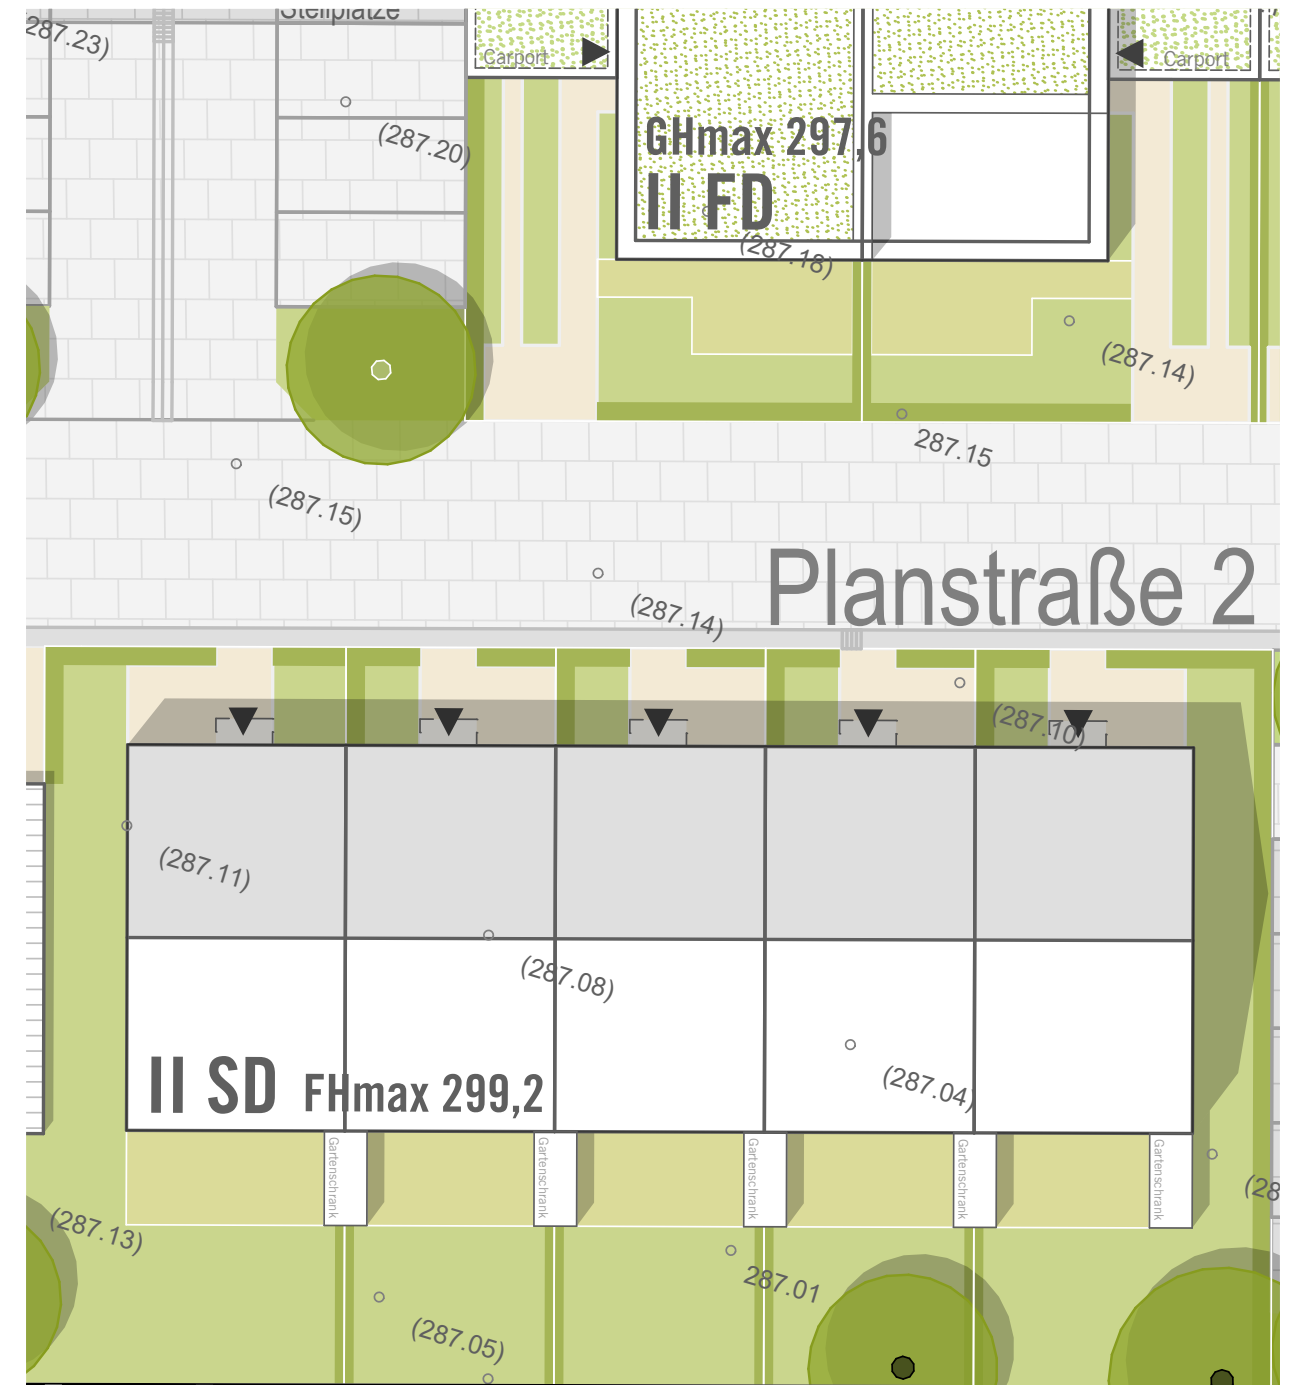 Stellplätze
287.23)
Carport
Carport
(287.20)
GHmax 297,6
II FD
(287.18)
(287.14)
287.15
(287.15)
Planstraße 2
(287.14)
(287.10)
(287.11)
(287.08)
(287.04)
II SD FHmax 299,2
Gartenschrank
Gartenschrank
Gartenschrank
Gartenschrank
Gartenschrank
(28
(287.13)
287.01
(287.05)